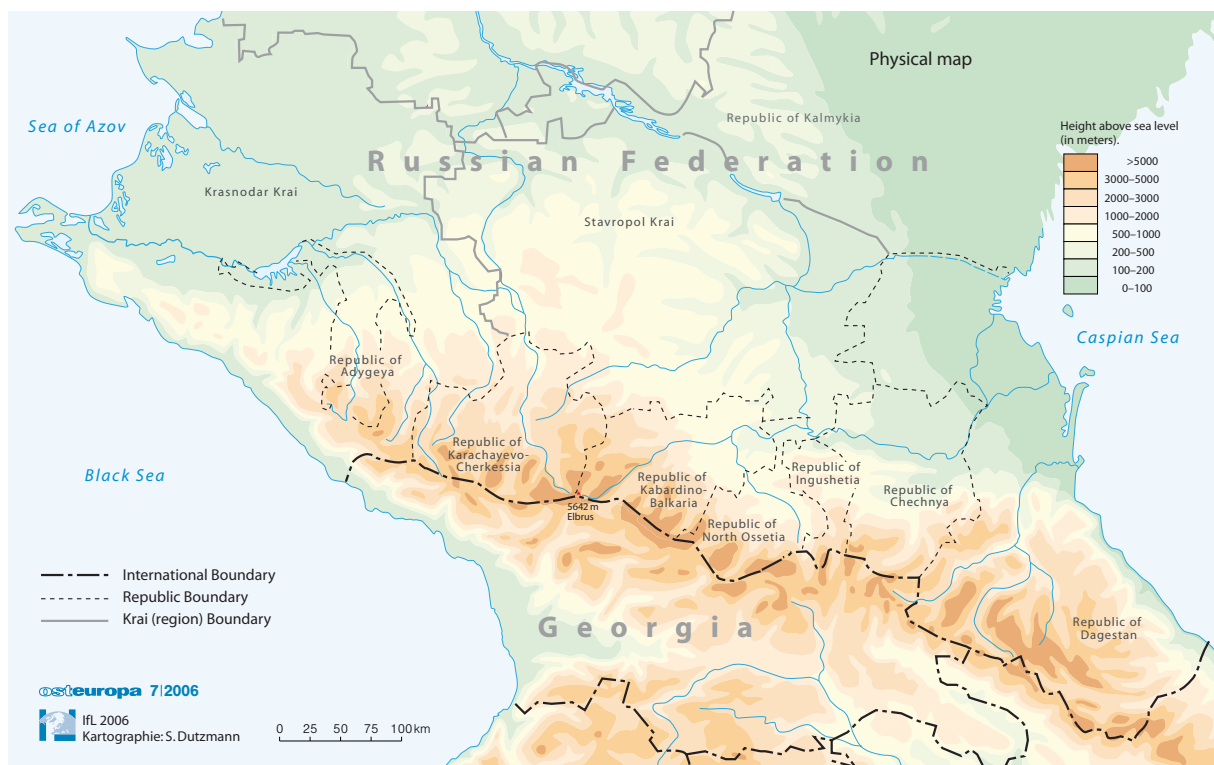 Physical map
Sea of Azov
Republic of Kalmykia
Height above sea level
(in meters).
>5000
3000–5000
2000–3000
1000–2000
500–1000
200–500
100–200
0–100
Russian Federation
Krasnodar Krai
Stavropol Krai
Caspian Sea
Republic of
Adygeya
Black Sea
Republic of
Karachayevo-
Cherkessia
Republic of
Kabardino-
Balkaria
Republic of
Ingushetia
Republic of
Chechnya
5642 m
Elbrus
Republic of
North Ossetia
International Boundary
Republic Boundary
Krai (region) Boundary
Georgia
Republic of
Dagestan
osteuropa 7|2006
IfL 2006
Kartographie: S. Dutzmann
0 25 50 75 100 km